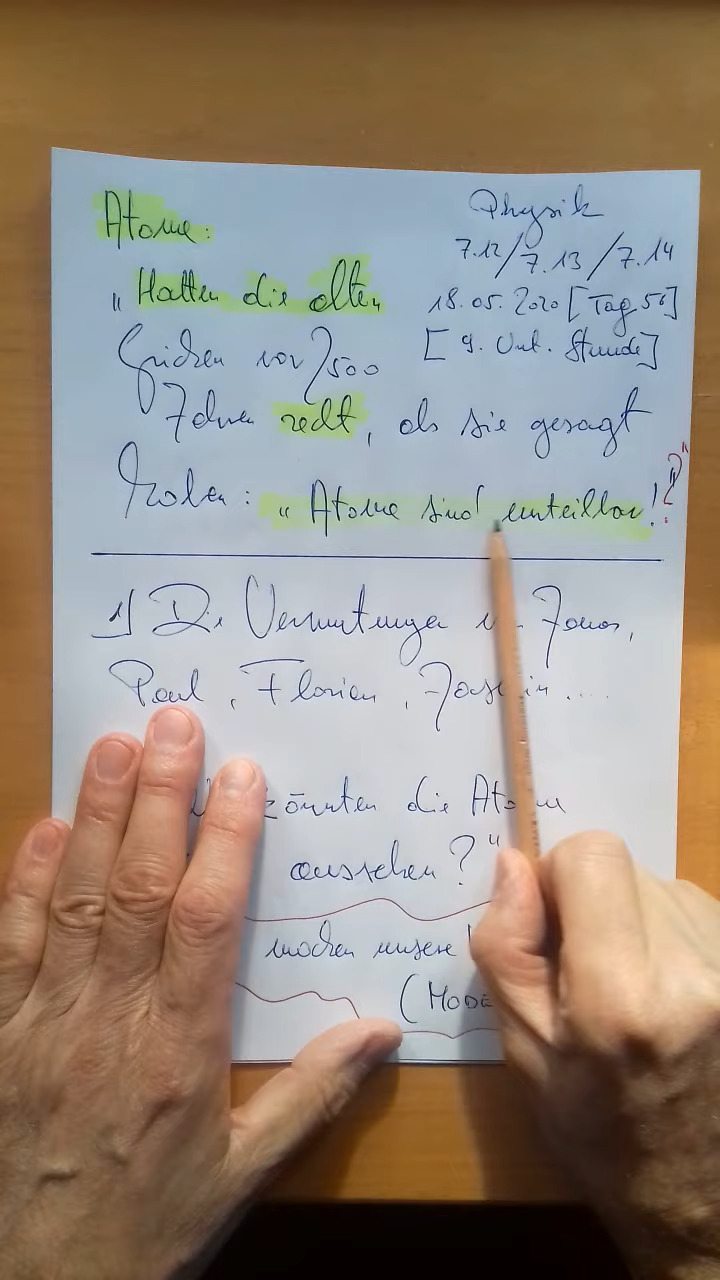 Atome:
Physik
7.12/7.13/7.14
„Hatten die alten
18.05.2020 [Tag 56]
Griechen vor 2500
[9. Unt. Stunde]
Jahren recht, als sie gesagt
haben: „Atome sind unteilbar!"?
1) Die Vermutungen von Jonas,
Paul, Florian, Joschin....
könnten die Atome
aussehen?"
machen unsere
(MODE